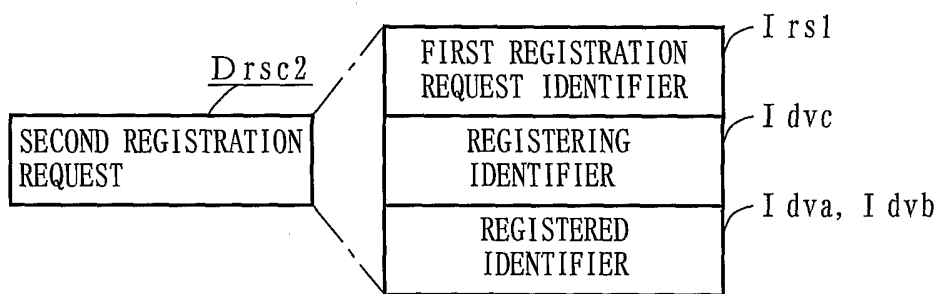 Drsc2
SECOND REGISTRATION
REQUEST
FIRST REGISTRATION
REQUEST IDENTIFIER
Irs1
REGISTERING
IDENTIFIER
Idvc
REGISTERED
IDENTIFIER
Idva, Idvb